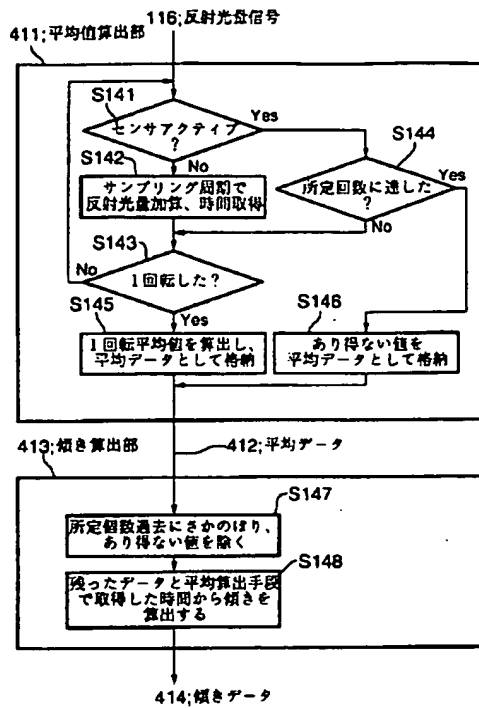 116;反射光量信号
411;平均値算出部
S141
センサアクティブ
?
Yes
No
S142
サンプリング周期で
反射光量加算、時間取得
S144
所定回数に達した
?
Yes
No
S143
1回転した?
No
Yes
S145
1回転平均値を算出し、
平均データとして格納
S146
あり得ない値を
平均データとして格納
413;傾き算出部
412;平均データ
S147
所定個数過去にさかのぼり、
あり得ない値を除く
S148
残ったデータと平均算出手段
で取得した時間から傾きを
算出する
414;傾きデータ